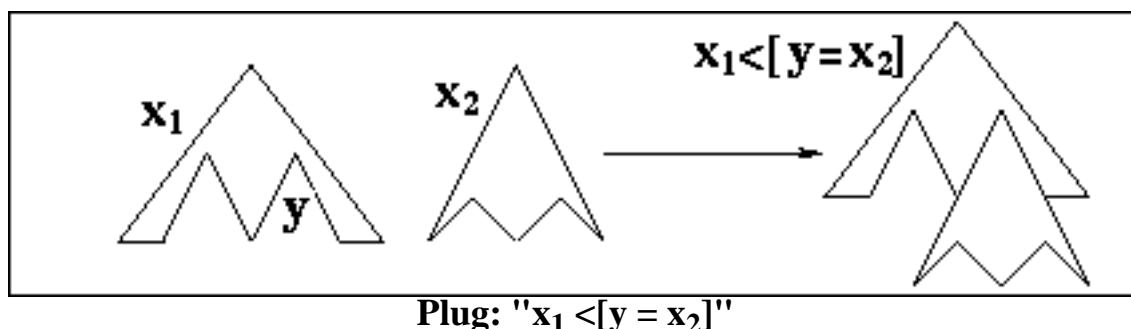 x₁
x₂
y
x₁<[y=x₂]
Plug: "x₁ <[y = x₂]"